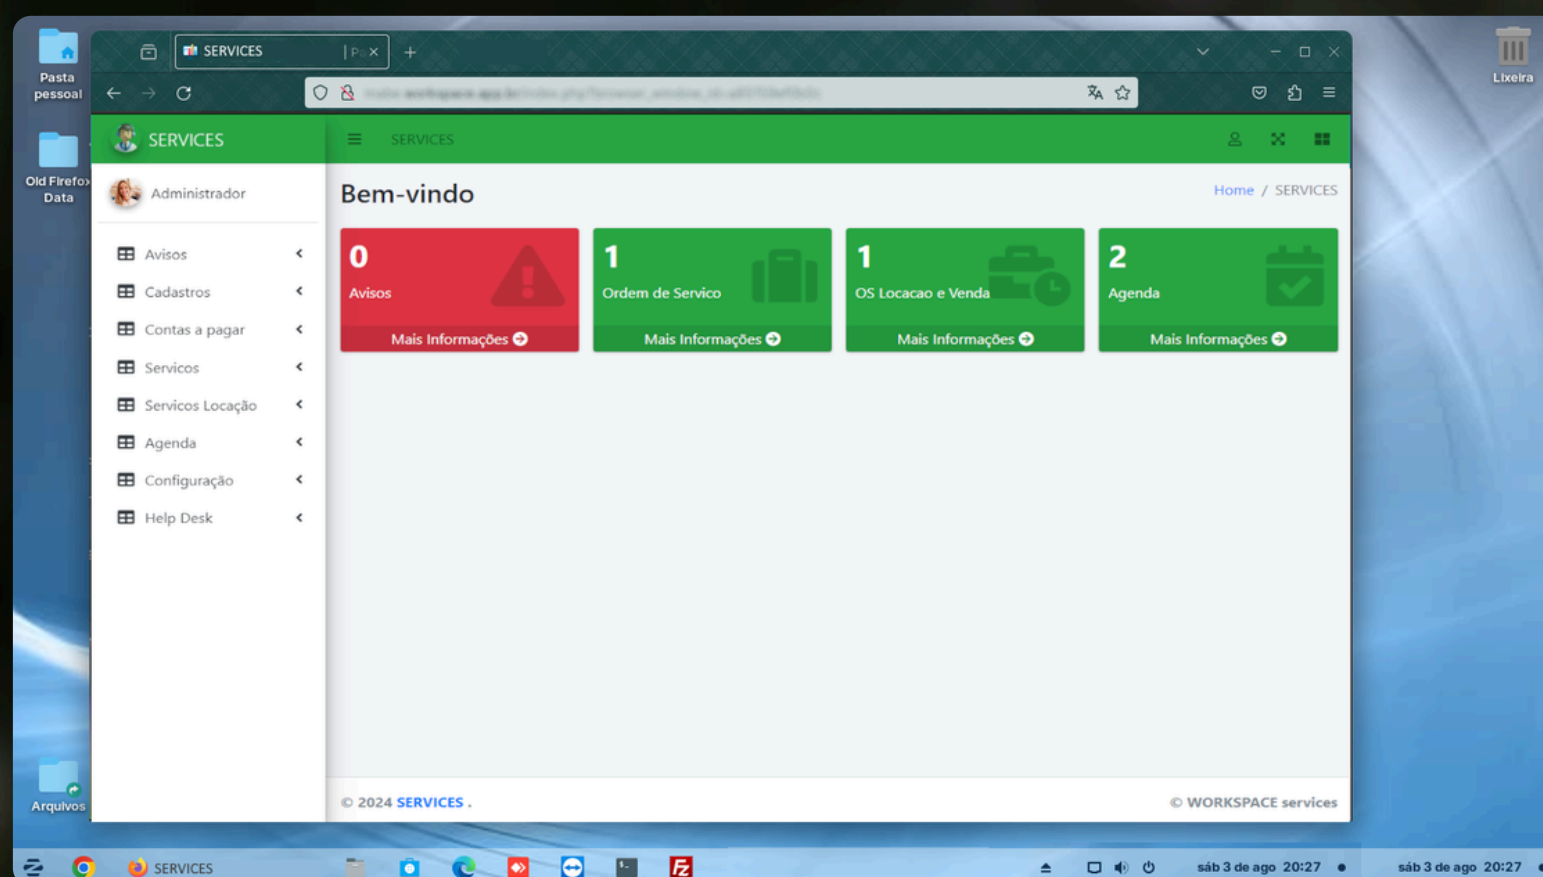 Pasta
pessoal
Old Firefox
Data
Arquivos
Lixeira
SERVICES
SERVICES
SERVICES
Administrador
Avisos
Cadastros
Contas a pagar
Servicos
Servicos Locação
Agenda
Configuração
Help Desk
Bem-vindo
Home / SERVICES
0
Avisos
Mais Informações
1
Ordem de Servico
Mais Informações
1
OS Locacao e Venda
Mais Informações
2
Agenda
Mais Informações
© 2024 SERVICES .
© WORKSPACE services
SERVICES
sáb 3 de ago 20:27
sáb 3 de ago 20:27